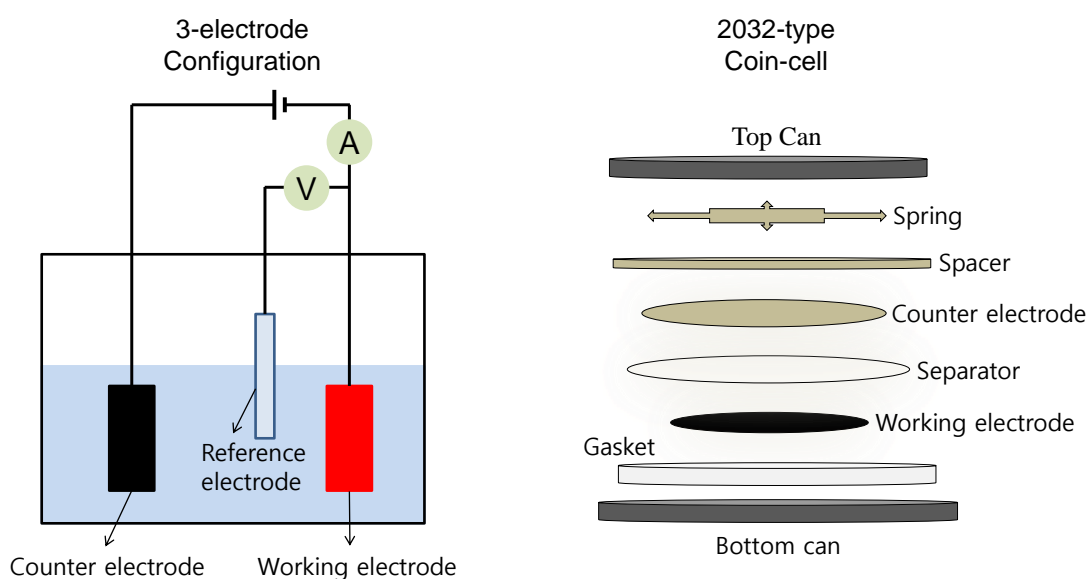 3-electrode
Configuration
A
V
Reference
electrode
Counter electrode
Working electrode
2032-type
Coin-cell
Top Can
Spring
Spacer
Counter electrode
Separator
Working electrode
Gasket
Bottom can